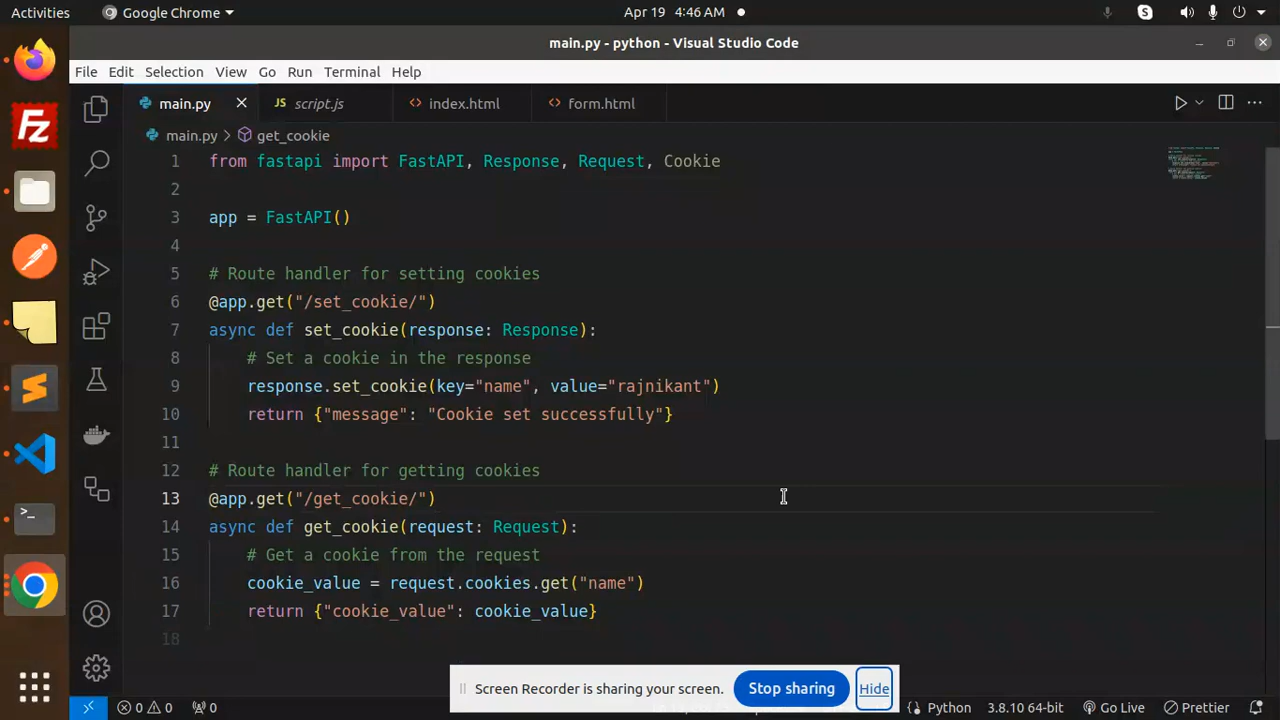 Activities Google Chrome Apr 19 4:46 AM S
main.py - python - Visual Studio Code
File Edit Selection View Go Run Terminal Help
main.py JS script.js <> index.html <> form.html
main.py > get_cookie
1 from fastapi import FastAPI, Response, Request, Cookie
2
3 app = FastAPI()
4
5 # Route handler for setting cookies
6 @app.get("/set_cookie/")
7 async def set_cookie(response: Response):
8 # Set a cookie in the response
9 response.set_cookie(key="name", value="rajnikant")
10 return {"message": "Cookie set successfully"}
11
12 # Route handler for getting cookies
13 @app.get("/get_cookie/")
14 async def get_cookie(request: Request):
15 # Get a cookie from the request
16 cookie_value = request.cookies.get("name")
17 return {"cookie_value": cookie_value}
18
Screen Recorder is sharing your screen. Stop sharing Hide
0 0 0 Python 3.8.10 64-bit Go Live Prettier